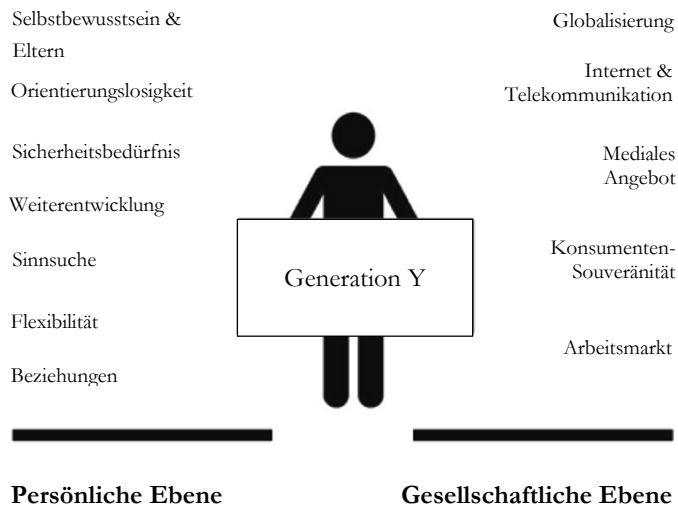 Selbstbewusstsein &
Eltern
Orientierungslosigkeit
Sicherheitsbedürfnis
Weiterentwicklung
Sinnsuche
Flexibilität
Beziehungen
Generation Y
Globalisierung
Internet &
Telekommunikation
Mediales
Angebot
Konsumenten-
Souveränität
Arbeitsmarkt
Persönliche Ebene
Gesellschaftliche Ebene